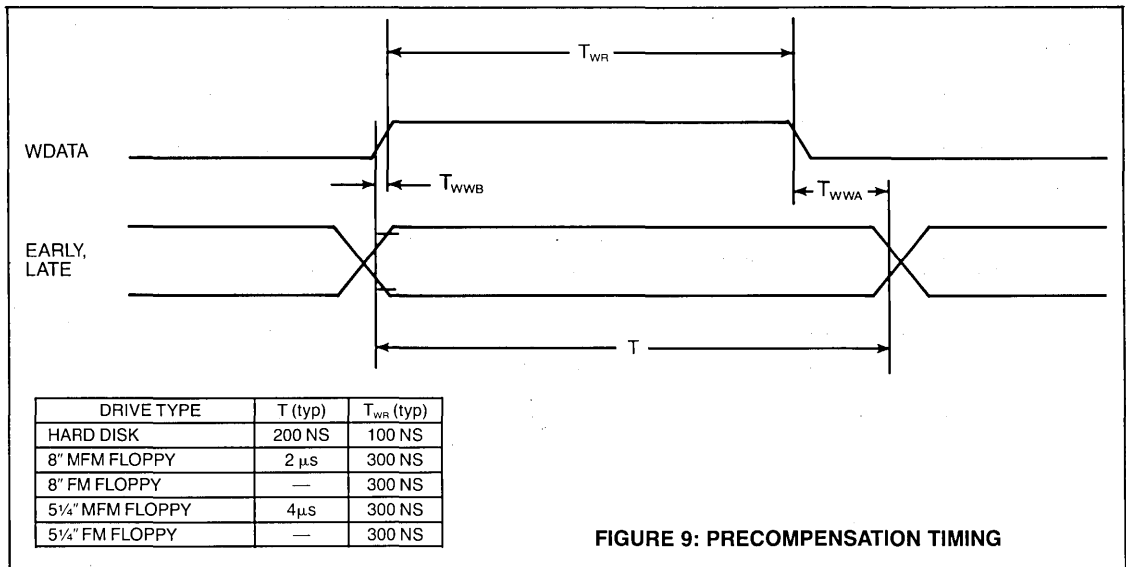 T_WR
WDATA
T_WWB
T_WWA
EARLY,
LATE
T
DRIVE TYPE T (typ) T_WR (typ)
HARD DISK 200 NS 100 NS
8" MFM FLOPPY 2 μs 300 NS
8" FM FLOPPY — 300 NS
5¼" MFM FLOPPY 4μs 300 NS
5¼" FM FLOPPY — 300 NS
FIGURE 9: PRECOMPENSATION TIMING